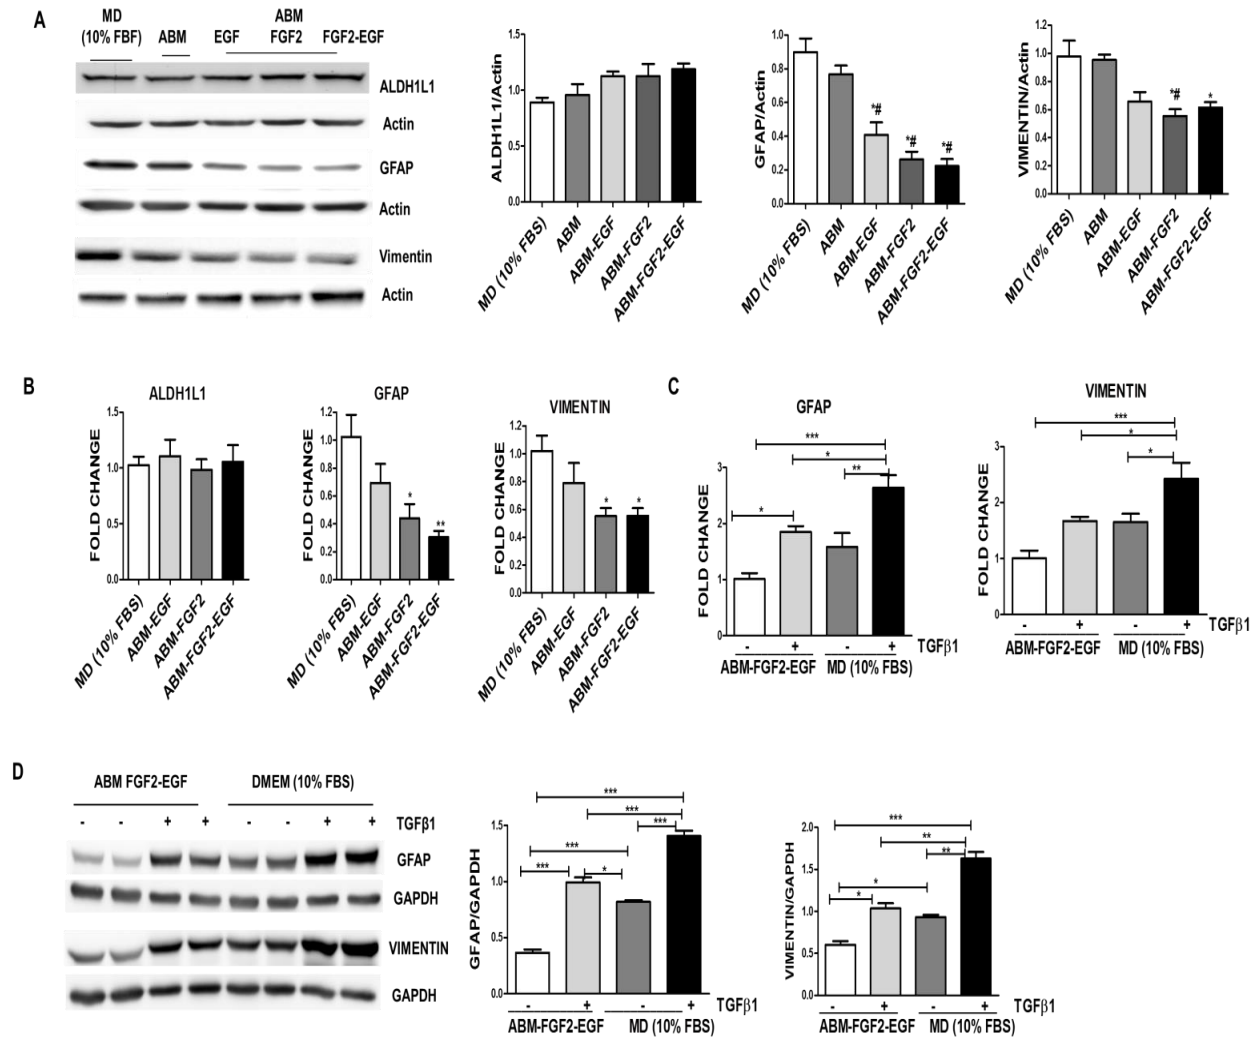 A
MD
(10% FBF)
ABM
ABM
EGF
FGF2
FGF2-EGF
ALDH1L1
Actin
GFAP
Actin
Vimentin
Actin
ALDH1L1/Actin
1.5
1.0
0.5
0.0
MD (10% FBS)
ABM
ABM-EGF
ABM-FGF2
ABM-FGF2-EGF
GFAP/Actin
1.0
0.8
0.6
0.4
0.2
0.0
*#
*#
*#
MD (10% FBS)
ABM
ABM-EGF
ABM-FGF2
ABM-FGF2-EGF
VIMENTIN/Actin
1.2
1.0
0.8
0.6
0.4
0.2
0.0
*#
*
MD (10% FBS)
ABM
ABM-EGF
ABM-FGF2
ABM-FGF2-EGF
B
ALDH1L1
FOLD CHANGE
1.5
1.0
0.5
0.0
MD (10% FBS)
ABM-EGF
ABM-FGF2
ABM-FGF2-EGF
GFAP
FOLD CHANGE
1.2
1.0
0.8
0.6
0.4
0.2
0.0
*
**
MD (10% FBS)
ABM-EGF
ABM-FGF2
ABM-FGF2-EGF
VIMENTIN
FOLD CHANGE
1.2
1.0
0.8
0.6
0.4
0.2
0.0
*
*
MD (10% FBS)
ABM-EGF
ABM-FGF2
ABM-FGF2-EGF
C
GFAP
FOLD CHANGE
3
2
1
0
***
*
**
*
- + - + TGFβ1
ABM-FGF2-EGF MD (10% FBS)
VIMENTIN
FOLD CHANGE
3
2
1
0
***
*
*
- + - + TGFβ1
ABM-FGF2-EGF MD (10% FBS)
D
ABM FGF2-EGF DMEM (10% FBS)
- - + + - - + + TGFβ1
GFAP
GAPDH
VIMENTIN
GAPDH
GFAP/GAPDH
1.5
1.0
0.5
0.0
***
***
***
***
***
*
- + - + TGFβ1
ABM-FGF2-EGF MD (10% FBS)
VIMENTIN/GAPDH
2.0
1.5
1.0
0.5
0.0
***
**
**
*
*
- + - + TGFβ1
ABM-FGF2-EGF MD (10% FBS)